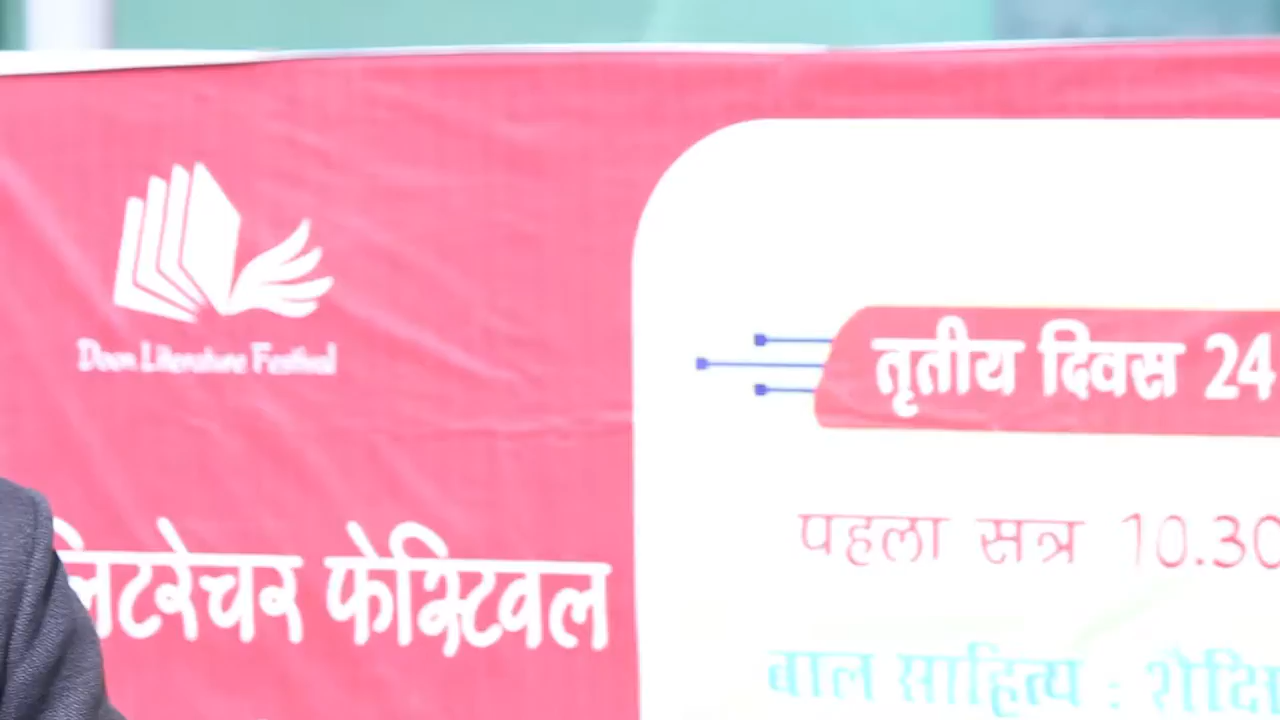 Doon Literature Festival
लिटरेचर फेस्टिवल
तृतीय दिवस 24
पहला सत्र 10.30
बाल साहित्य :